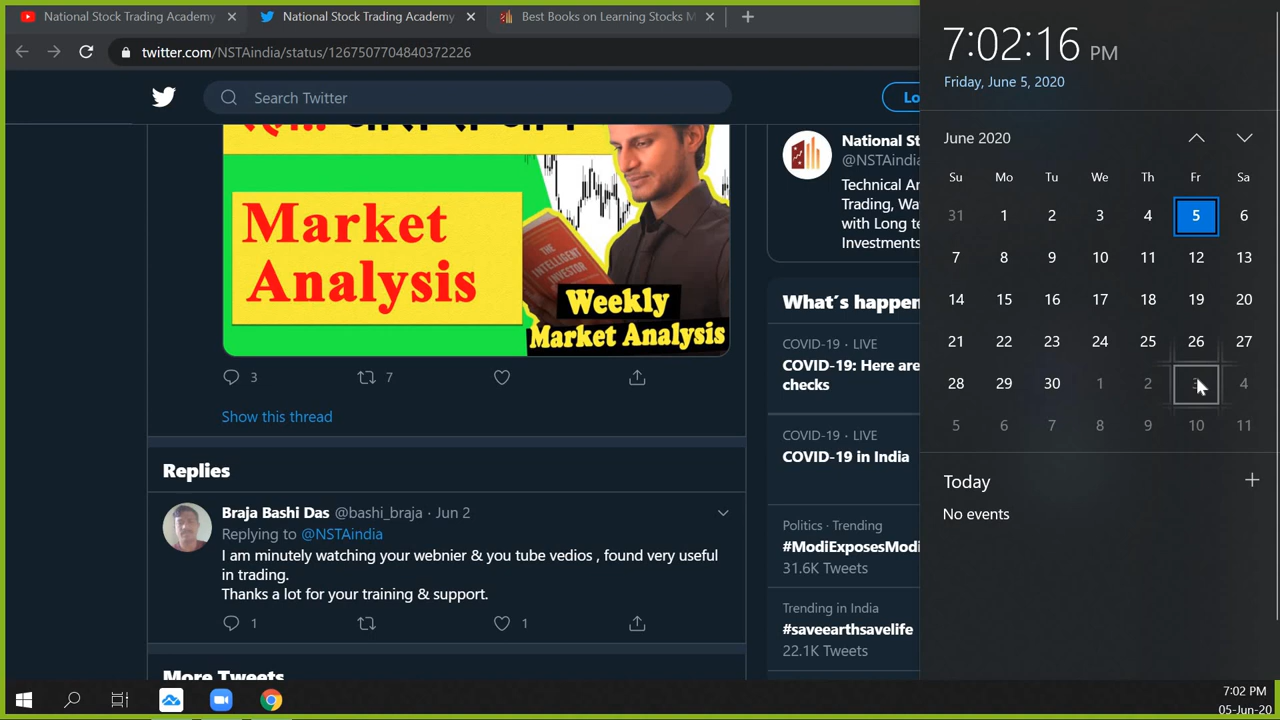 National Stock Trading Academy
National Stock Trading Academy
Best Books on Learning Stocks M
twitter.com/NSTAindia/status/1267507704840372226
Search Twitter
Lo
Market
Analysis
THE
INTELLIGENT
INVESTOR
Weekly
Market Analysis
3
7
Show this thread
Replies
Braja Bashi Das @bashi_braja · Jun 2
Replying to @NSTAindia
I am minutely watching your webnier & you tube vedios , found very useful
in trading.
Thanks a lot for your training & support.
1
1
More Tweets
National St
@NSTAindia
Technical An
Trading, Wa
with Long te
Investments
What's happen
COVID-19 · LIVE
COVID-19: Here are
checks
COVID-19 · LIVE
COVID-19 in India
Politics · Trending
#ModiExposesModi
31.6K Tweets
Trending in India
#saveearthsavelife
22.1K Tweets
7:02:16 PM
Friday, June 5, 2020
June 2020
Su Mo Tu We Th Fr Sa
31 1 2 3 4 5 6
7 8 9 10 11 12 13
14 15 16 17 18 19 20
21 22 23 24 25 26 27
28 29 30 1 2 3 4
5 6 7 8 9 10 11
Today
No events
7:02 PM
05-Jun-20